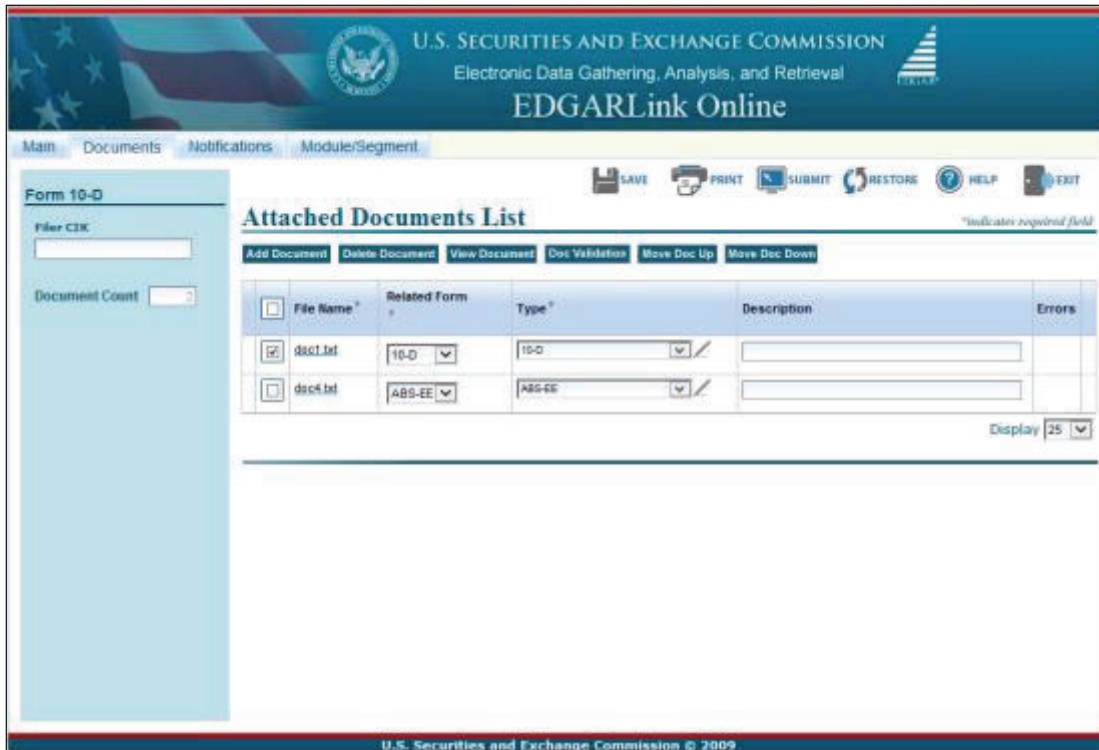 U.S. SECURITIES AND EXCHANGE COMMISSION
Electronic Data Gathering, Analysis, and Retrieval
EDGARLink Online
Main Documents Notifications Module/Segment
SAVE PRINT SUBMIT RESTORE HELP EXIT
Form 10-D
Attached Documents List
*indicates required field
Filer CIK
Add Document Delete Document View Document Doc Validation Move Doc Up Move Doc Down
Document Count 2
File Name * Related Form * Type * Description Errors
doc1.txt 10-D 10-D
doc4.txt ABS-EE ABS-EE
Display 25
U.S. Securities and Exchange Commission © 2009